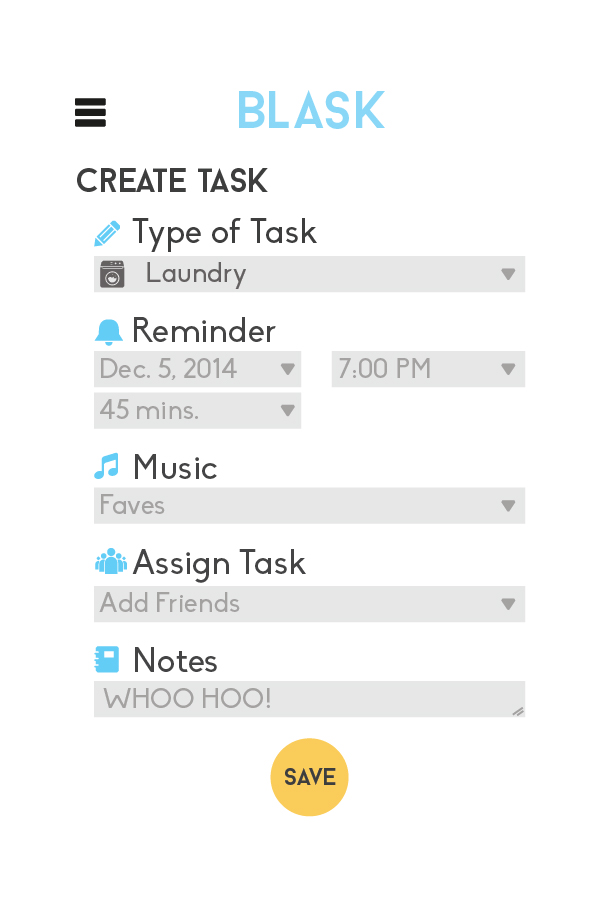 BLASK
CREATE TASK
Type of Task
Laundry
Reminder
Dec. 5, 2014 7:00 PM
45 mins.
Music
Faves
Assign Task
Add Friends
Notes
WHOO HOO!
SAVE